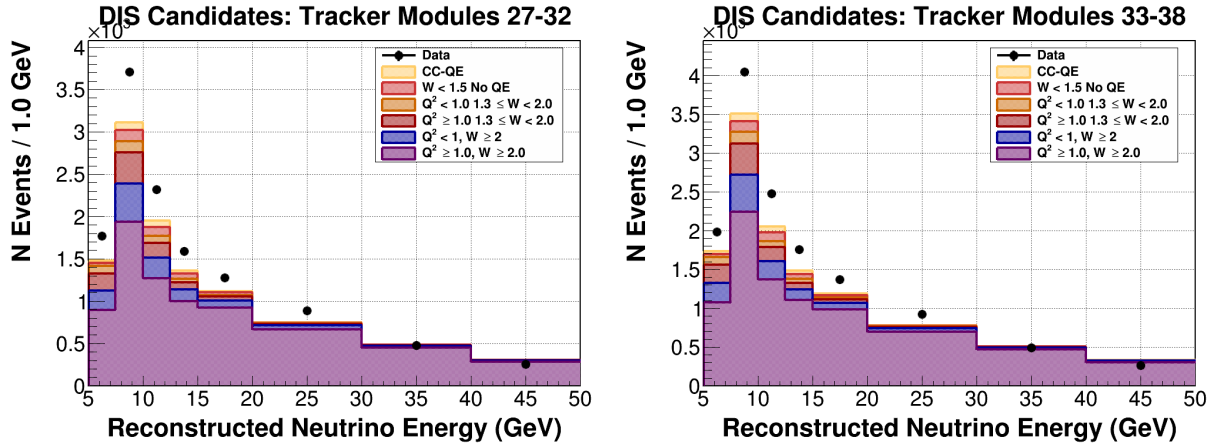 DIS Candidates: Tracker Modules 27-32
×10³
N Events / 1.0 GeV
4
3.5
3
2.5
2
1.5
1
0.5
0
Data
CC-QE
W < 1.5 No QE
Q² < 1.0 1.3 ≤ W < 2.0
Q² ≥ 1.0 1.3 ≤ W < 2.0
Q² < 1, W ≥ 2
Q² ≥ 1.0, W ≥ 2.0
5 10 15 20 25 30 35 40 45 50
Reconstructed Neutrino Energy (GeV)
DIS Candidates: Tracker Modules 33-38
×10³
N Events / 1.0 GeV
4
3.5
3
2.5
2
1.5
1
0.5
0
Data
CC-QE
W < 1.5 No QE
Q² < 1.0 1.3 ≤ W < 2.0
Q² ≥ 1.0 1.3 ≤ W < 2.0
Q² < 1, W ≥ 2
Q² ≥ 1.0, W ≥ 2.0
5 10 15 20 25 30 35 40 45 50
Reconstructed Neutrino Energy (GeV)